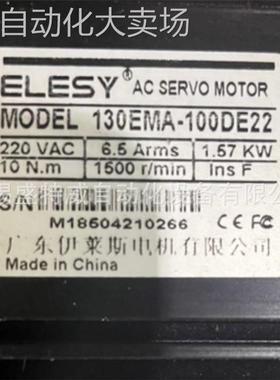 自动化大卖场
ELESY AC SERVO MOTOR
MODEL 130EMA-100DE22
220 VAC 6.5 Arms 1.57 KW
10 N.m 1500 r/min Ins F
S/N
M18504210266 CE FC
广东伊莱斯电机有限公司
Made in China